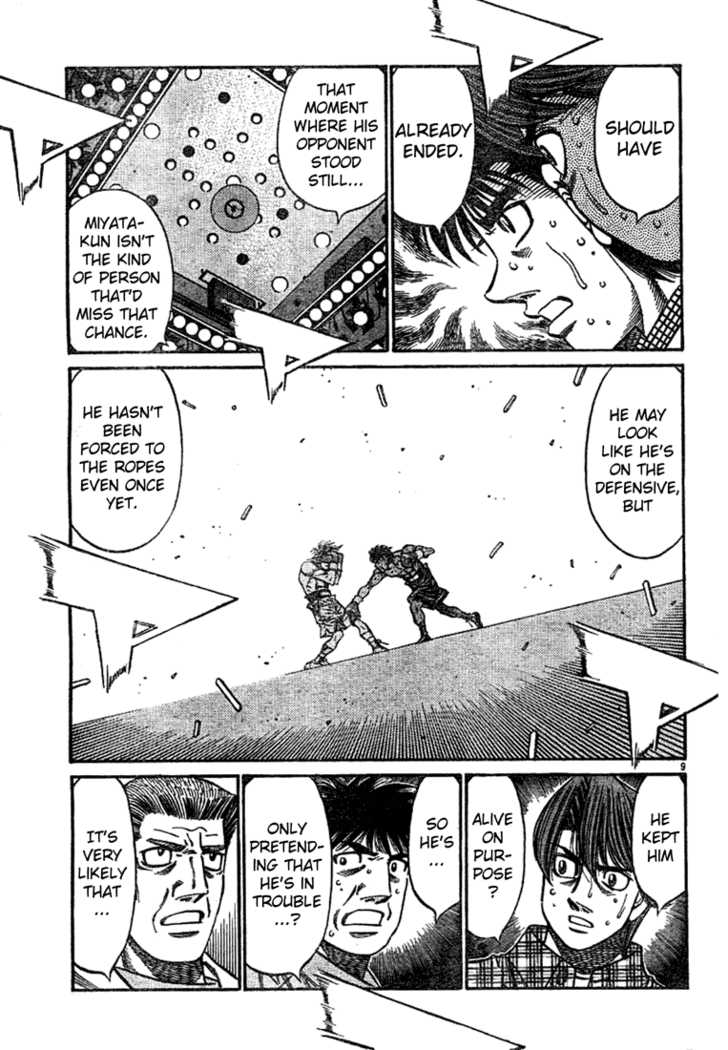 SHOULD
HAVE
ALREADY
ENDED.
THAT
MOMENT
WHERE HIS
OPPONENT
STOOD
STILL...
MIYATA-
KUN ISN'T
THE KIND
OF PERSON
THAT'D
MISS THAT
CHANCE.
HE MAY
LOOK
LIKE HE'S
ON THE
DEFENSIVE,
BUT
HE HASN'T
BEEN
FORCED TO
THE ROPES
EVEN ONCE
YET.
9
HE
KEPT
HIM
ALIVE
ON
PUR-
POSE
?
SO
HE'S
...
ONLY
PRETEND-
ING THAT
HE'S IN
TROUBLE
...?
IT'S
VERY
LIKELY
THAT
...